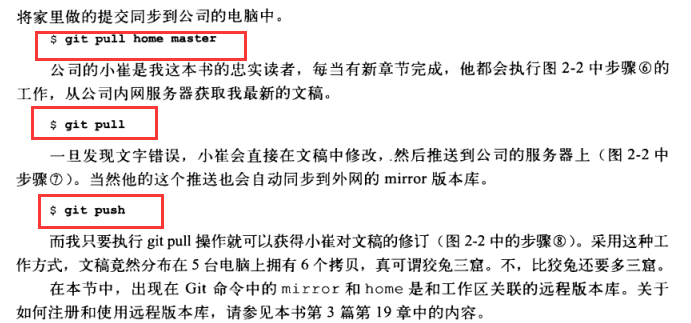 将家里做的提交同步到公司的电脑中。
$ git pull home master
公司的小崔是我这本书的忠实读者，每当有新章节完成，他都会执行图 2-2 中步骤⑥的
工作，从公司内网服务器获取我最新的文稿。
$ git pull
一旦发现文字错误，小崔会直接在文稿中修改，然后推送到公司的服务器上（图 2-2 中
步骤⑦）。当然他的这个推送也会自动同步到外网的 mirror 版本库。
$ git push
而我只要执行 git pull 操作就可以获得小崔对文稿的修订（图 2-2 中的步骤⑧）。采用这种工
作方式，文稿竟然分布在 5 台电脑上拥有 6 个拷贝，真可谓狡兔三窟。不，比狡兔还要多三窟。
在本节中，出现在 Git 命令中的 mirror 和 home 是和工作区关联的远程版本库。关于
如何注册和使用远程版本库，请参见本书第 3 篇第 19 章中的内容。